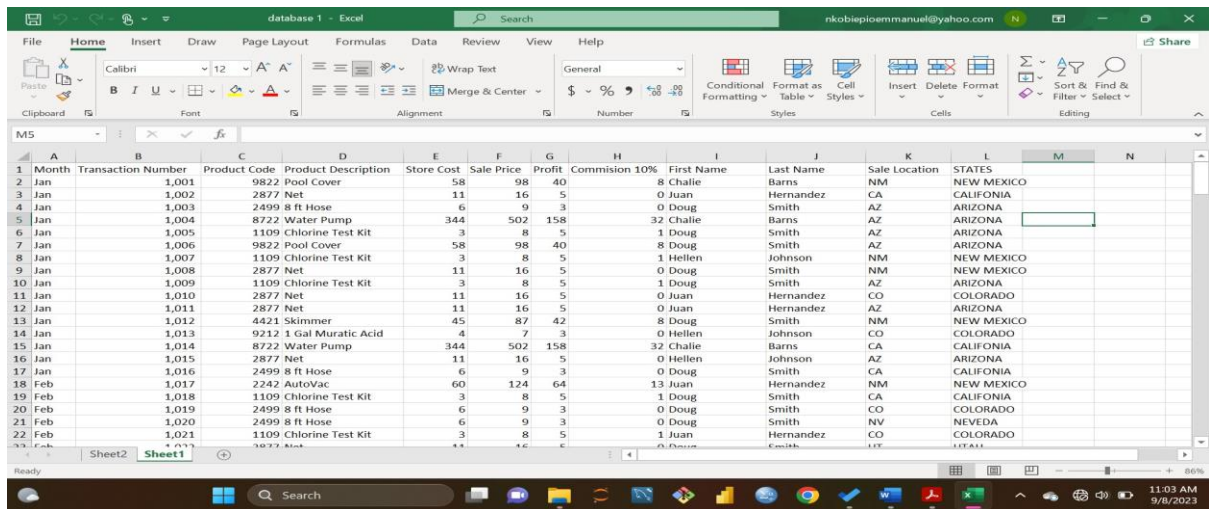 database 1 - Excel
Search
nkobiepioemmanuel@yahoo.com N
File Home Insert Draw Page Layout Formulas Data Review View Help Share
Paste
Calibri 12 A^ A˅ Wrap Text General
B I U A Merge & Center $ % 9
Conditional Formatting Format as Table Cell Styles
Insert Delete Format
Sort & Filter Find & Select
Clipboard Font Alignment Number Styles Cells Editing
M5 fx
A B C D E F G H I J K L M N
1 Month Transaction Number Product Code Product Description Store Cost Sale Price Profit Commision 10% First Name Last Name Sale Location STATES
2 Jan 1,001 9822 Pool Cover 58 98 40 8 Chalie Barns NM NEW MEXICO
3 Jan 1,002 2877 Net 11 16 5 0 Juan Hernandez CA CALIFONIA
4 Jan 1,003 2499 8 ft Hose 6 9 3 0 Doug Smith AZ ARIZONA
5 Jan 1,004 8722 Water Pump 344 502 158 32 Chalie Barns AZ ARIZONA
6 Jan 1,005 1109 Chlorine Test Kit 3 8 5 1 Doug Smith AZ ARIZONA
7 Jan 1,006 9822 Pool Cover 58 98 40 8 Doug Smith AZ ARIZONA
8 Jan 1,007 1109 Chlorine Test Kit 3 8 5 1 Hellen Johnson NM NEW MEXICO
9 Jan 1,008 2877 Net 11 16 5 0 Doug Smith NM NEW MEXICO
10 Jan 1,009 1109 Chlorine Test Kit 3 8 5 1 Doug Smith AZ ARIZONA
11 Jan 1,010 2877 Net 11 16 5 0 Juan Hernandez CO COLORADO
12 Jan 1,011 2877 Net 11 16 5 0 Juan Hernandez AZ ARIZONA
13 Jan 1,012 4421 Skimmer 45 87 42 8 Doug Smith NM NEW MEXICO
14 Jan 1,013 9212 1 Gal Muratic Acid 4 7 3 0 Hellen Johnson CO COLORADO
15 Jan 1,014 8722 Water Pump 344 502 158 32 Chalie Barns CA CALIFONIA
16 Jan 1,015 2877 Net 11 16 5 0 Hellen Johnson AZ ARIZONA
17 Jan 1,016 2499 8 ft Hose 6 9 3 0 Doug Smith CA CALIFONIA
18 Feb 1,017 2242 AutoVac 60 124 64 13 Juan Hernandez NM NEW MEXICO
19 Feb 1,018 1109 Chlorine Test Kit 3 8 5 1 Doug Smith CA CALIFONIA
20 Feb 1,019 2499 8 ft Hose 6 9 3 0 Doug Smith CO COLORADO
21 Feb 1,020 2499 8 ft Hose 6 9 3 0 Doug Smith NV NEVEDA
22 Feb 1,021 1109 Chlorine Test Kit 3 8 5 1 Juan Hernandez CO COLORADO
Sheet2 Sheet1
Ready 86%
Search
11:03 AM
9/8/2023